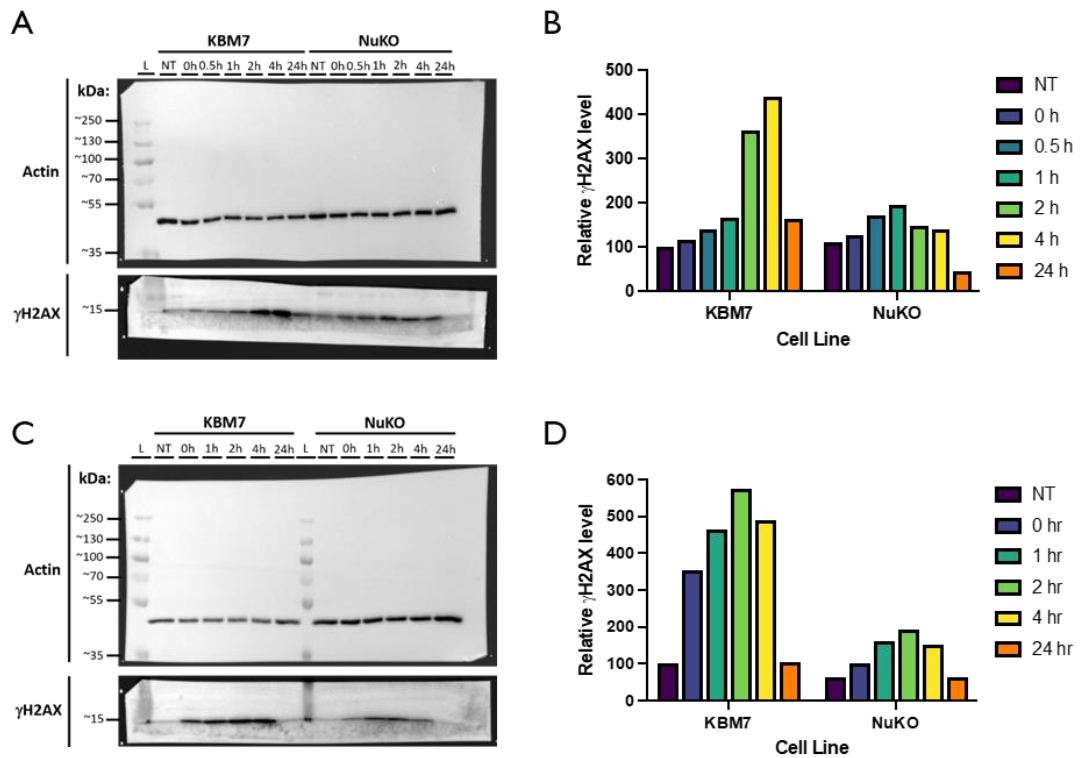 A
KBM7 NuKO
L NT 0h 0.5h 1h 2h 4h 24h NT 0h 0.5h 1h 2h 4h 24h
kDa:
~250
~130
~100
~70
~55
~35
Actin
~15
γH2AX
B
Relative γH2AX level
500
400
300
200
100
0
KBM7 NuKO
Cell Line
NT
0 h
0.5 h
1 h
2 h
4 h
24 h
C
KBM7 NuKO
L NT 0h 1h 2h 4h 24h L NT 0h 1h 2h 4h 24h
kDa:
~250
~130
~100
~70
~55
~35
Actin
~15
γH2AX
D
Relative γH2AX level
600
500
400
300
200
100
0
KBM7 NuKO
Cell Line
NT
0 hr
1 hr
2 hr
4 hr
24 hr